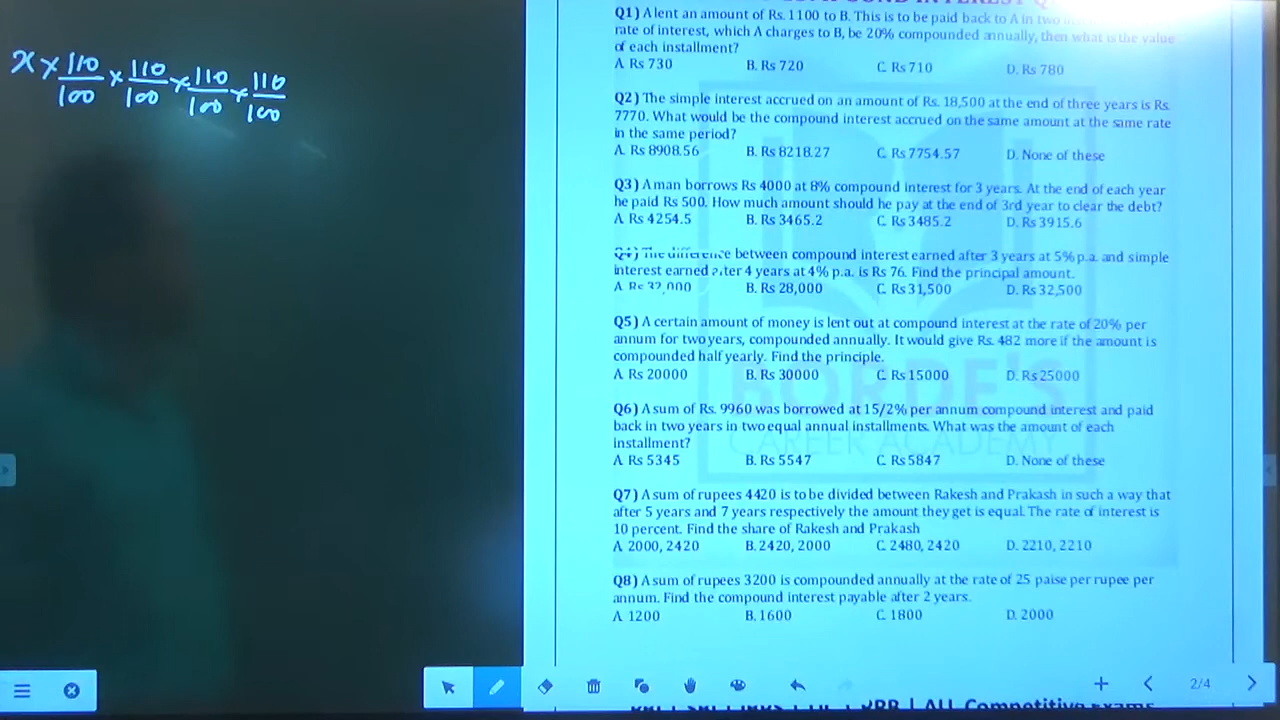 x × 110/100 × 110/100 × 110/100 × 110/100
Q1) A lent an amount of Rs. 1100 to B. This is to be paid back to A in two
rate of interest, which A charges to B, be 20% compounded annually, then what is the value
of each installment?
A. Rs 730 B. Rs 720 C. Rs 710 D. Rs 780
Q2) The simple interest accrued on an amount of Rs. 18,500 at the end of three years is Rs.
7770. What would be the compound interest accrued on the same amount at the same rate
in the same period?
A. Rs 8908.56 B. Rs 8218.27 C. Rs 7754.57 D. None of these
Q3) A man borrows Rs 4000 at 8% compound interest for 3 years. At the end of each year
he paid Rs 500. How much amount should he pay at the end of 3rd year to clear the debt?
A. Rs 4254.5 B. Rs 3465.2 C. Rs 3485.2 D. Rs 3915.6
Q4) The difference between compound interest earned after 3 years at 5% p.a. and simple
interest earned after 4 years at 4% p.a. is Rs 76. Find the principal amount.
A. Rs 32,000 B. Rs 28,000 C. Rs 31,500 D. Rs 32,500
Q5) A certain amount of money is lent out at compound interest at the rate of 20% per
annum for two years, compounded annually. It would give Rs. 482 more if the amount is
compounded half yearly. Find the principle.
A. Rs 20000 B. Rs 30000 C. Rs 15000 D. Rs 25000
Q6) A sum of Rs. 9960 was borrowed at 15/2% per annum compound interest and paid
back in two years in two equal annual installments. What was the amount of each
installment?
A. Rs 5345 B. Rs 5547 C. Rs 5847 D. None of these
CAREER ACADEMY
Q7) A sum of rupees 4420 is to be divided between Rakesh and Prakash in such a way that
after 5 years and 7 years respectively the amount they get is equal. The rate of interest is
10 percent. Find the share of Rakesh and Prakash
A. 2000, 2420 B. 2420, 2000 C. 2480, 2420 D. 2210, 2210
Q8) A sum of rupees 3200 is compounded annually at the rate of 25 paise per rupee per
annum. Find the compound interest payable after 2 years.
A. 1200 B. 1600 C. 1800 D. 2000
2/4
ALL Competitive exams